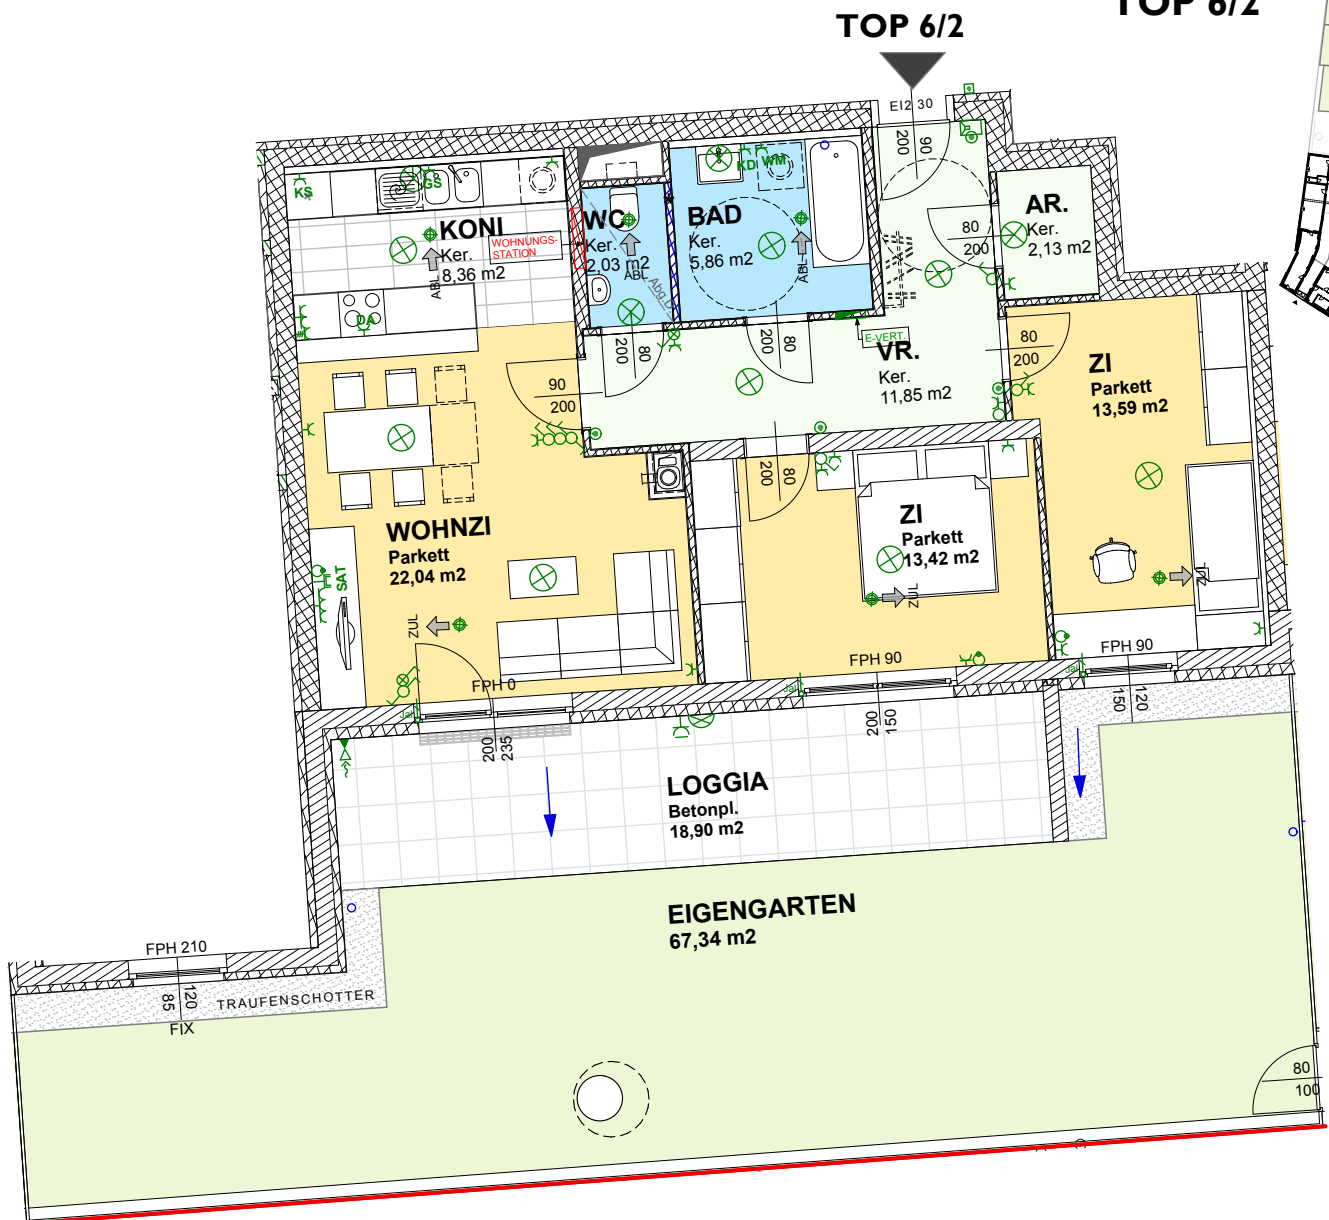 TOP 6/2
TOP 6/2
EI2 30
90
200
KS
GS
KONI
Ker.
8,36 m2
ABL
WOHNUNGS-
STATION
DA
WC
Ker.
2,03 m2
ABL
Abg.D.
KD
WM
BAD
Ker.
5,86 m2
ABL
AR.
Ker.
2,13 m2
80
200
80
200
80
200
E-VERT.
VR.
Ker.
11,85 m2
80
200
90
200
80
200
ZI
Parkett
13,59 m2
ZUL
WOHNZI
Parkett
22,04 m2
SAT
ZUL
ZI
Parkett
13,42 m2
ZUL
FPH 0
FPH 90
FPH 90
Jal.
Jal.
Jal.
200
235
200
150
150
120
LOGGIA
Betonpl.
18,90 m2
EIGENGARTEN
67,34 m2
FPH 210
85
120
FIX
TRAUFENSCHOTTER
80
100